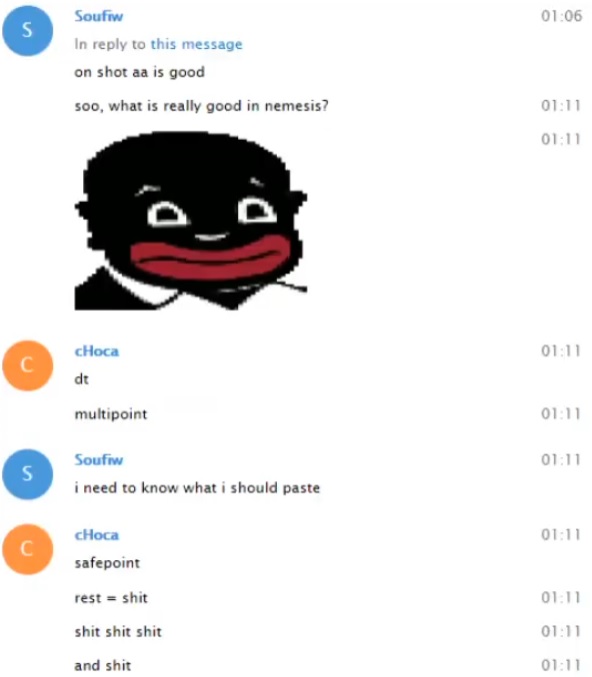 S
Soufiw 01:06
In reply to this message
on shot aa is good
soo, what is really good in nemesis? 01:11
01:11
C
cHoca 01:11
dt
multipoint 01:11
S
Soufiw 01:11
i need to know what i should paste
C
cHoca 01:11
safepoint
rest = shit 01:11
shit shit shit 01:11
and shit 01:11